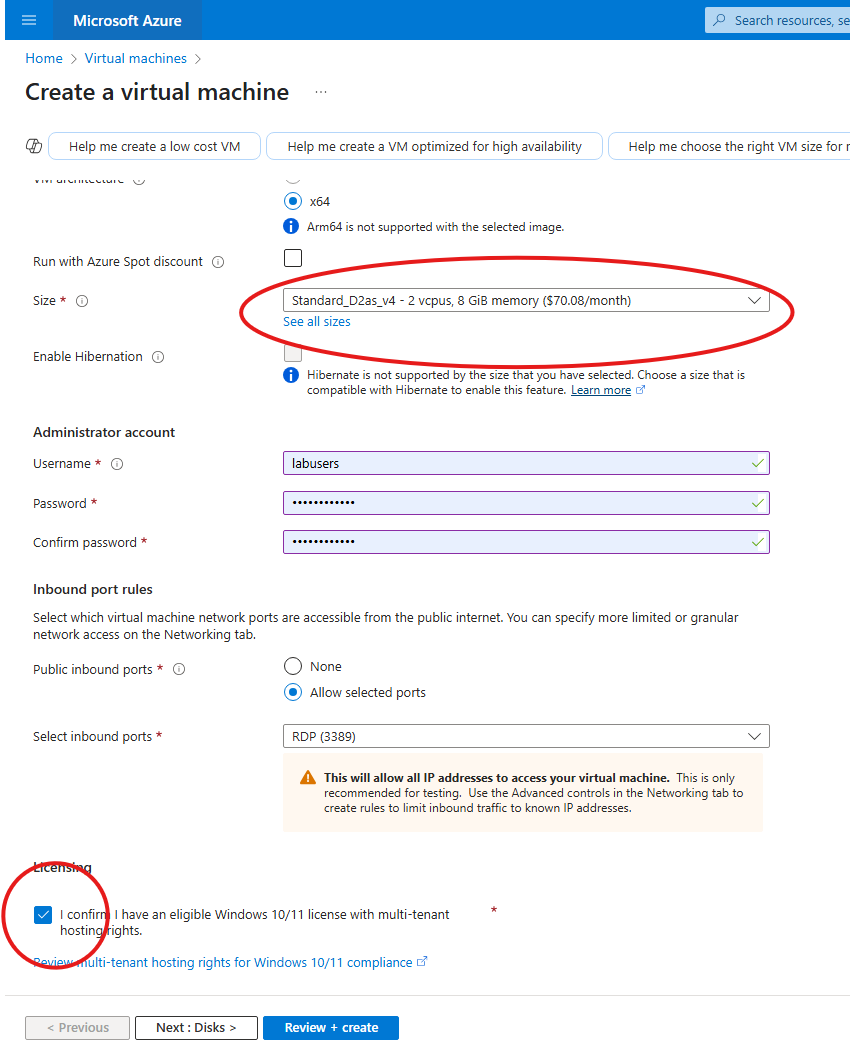 Microsoft Azure
Search resources, se
Home > Virtual machines >
Create a virtual machine ...
Help me create a low cost VM
Help me create a VM optimized for high availability
Help me choose the right VM size for
VM architecture
x64
Arm64 is not supported with the selected image.
Run with Azure Spot discount
Size *
Standard_D2as_v4 - 2 vcpus, 8 GiB memory ($70.08/month)
See all sizes
Enable Hibernation
Hibernate is not supported by the size that you have selected. Choose a size that is
compatible with Hibernate to enable this feature. Learn more
Administrator account
Username *
labusers
Password *
••••••••••••
Confirm password *
••••••••••••
Inbound port rules
Select which virtual machine network ports are accessible from the public internet. You can specify more limited or granular
network access on the Networking tab.
Public inbound ports *
None
Allow selected ports
Select inbound ports *
RDP (3389)
This will allow all IP addresses to access your virtual machine. This is only
recommended for testing. Use the Advanced controls in the Networking tab to
create rules to limit inbound traffic to known IP addresses.
Licensing
I confirm I have an eligible Windows 10/11 license with multi-tenant *
hosting rights.
Review multi-tenant hosting rights for Windows 10/11 compliance
< Previous
Next : Disks >
Review + create